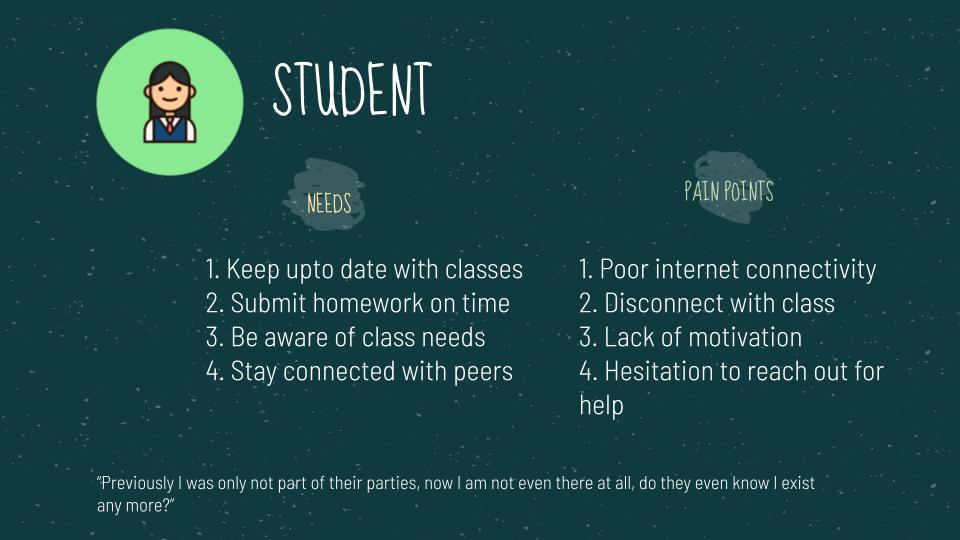 STUDENT
NEEDS
1. Keep upto date with classes
2. Submit homework on time
3. Be aware of class needs
4. Stay connected with peers
PAIN POINTS
1. Poor internet connectivity
2. Disconnect with class
3. Lack of motivation
4. Hesitation to reach out for
help
“Previously I was only not part of their parties, now I am not even there at all, do they even know I exist
any more?”